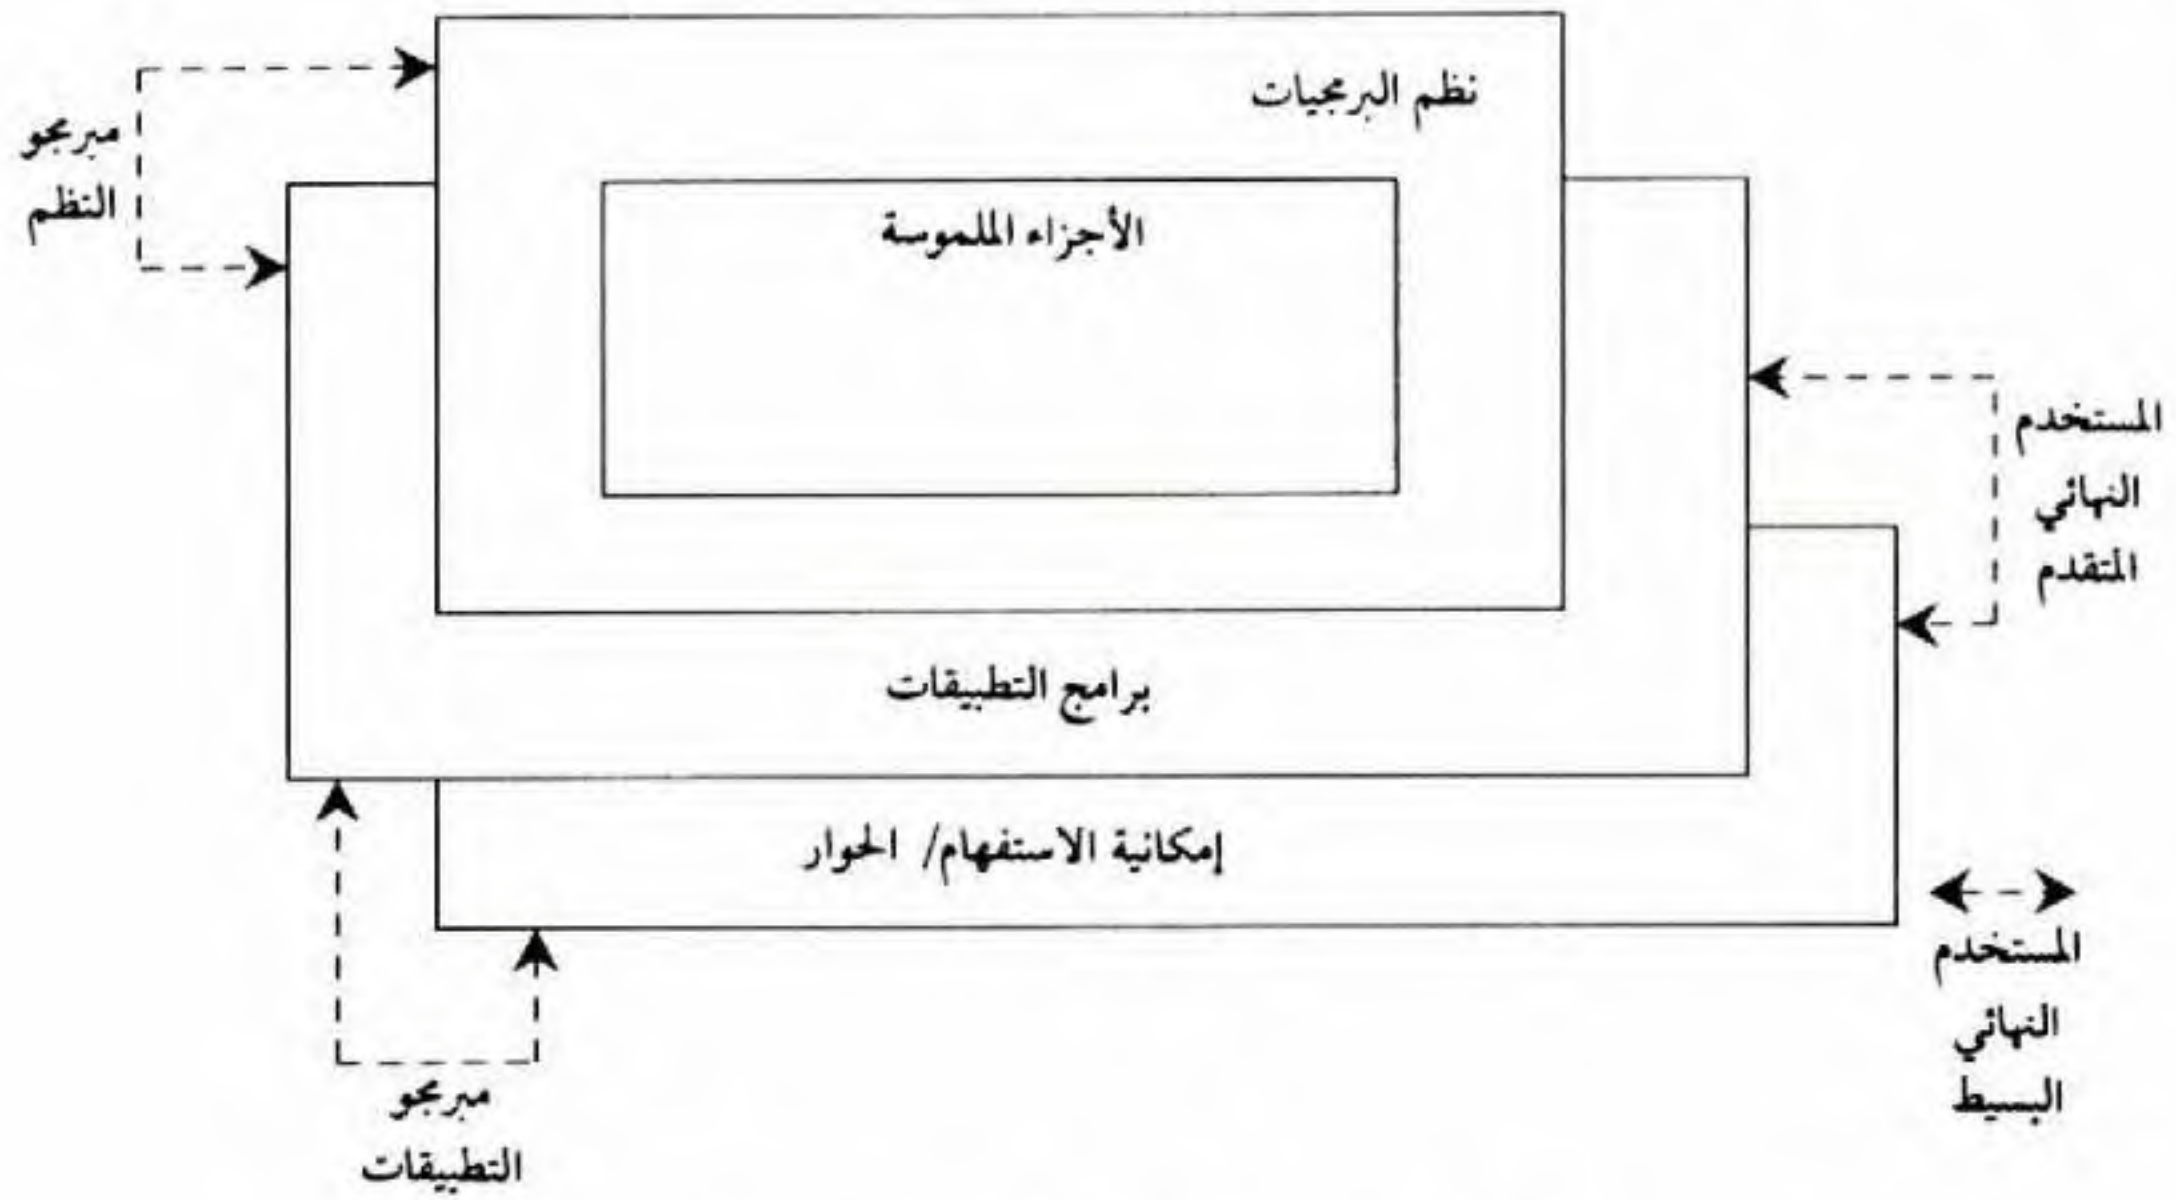 نظم البرمجيات
مبرمجو
النظم
الأجزاء الملموسة
المستخدم
النهائي
المتقدم
برامج التطبيقات
إمكانية الاستفهام/ الحوار
المستخدم
النهائي
البسيط
مبرمجو
التطبيقات